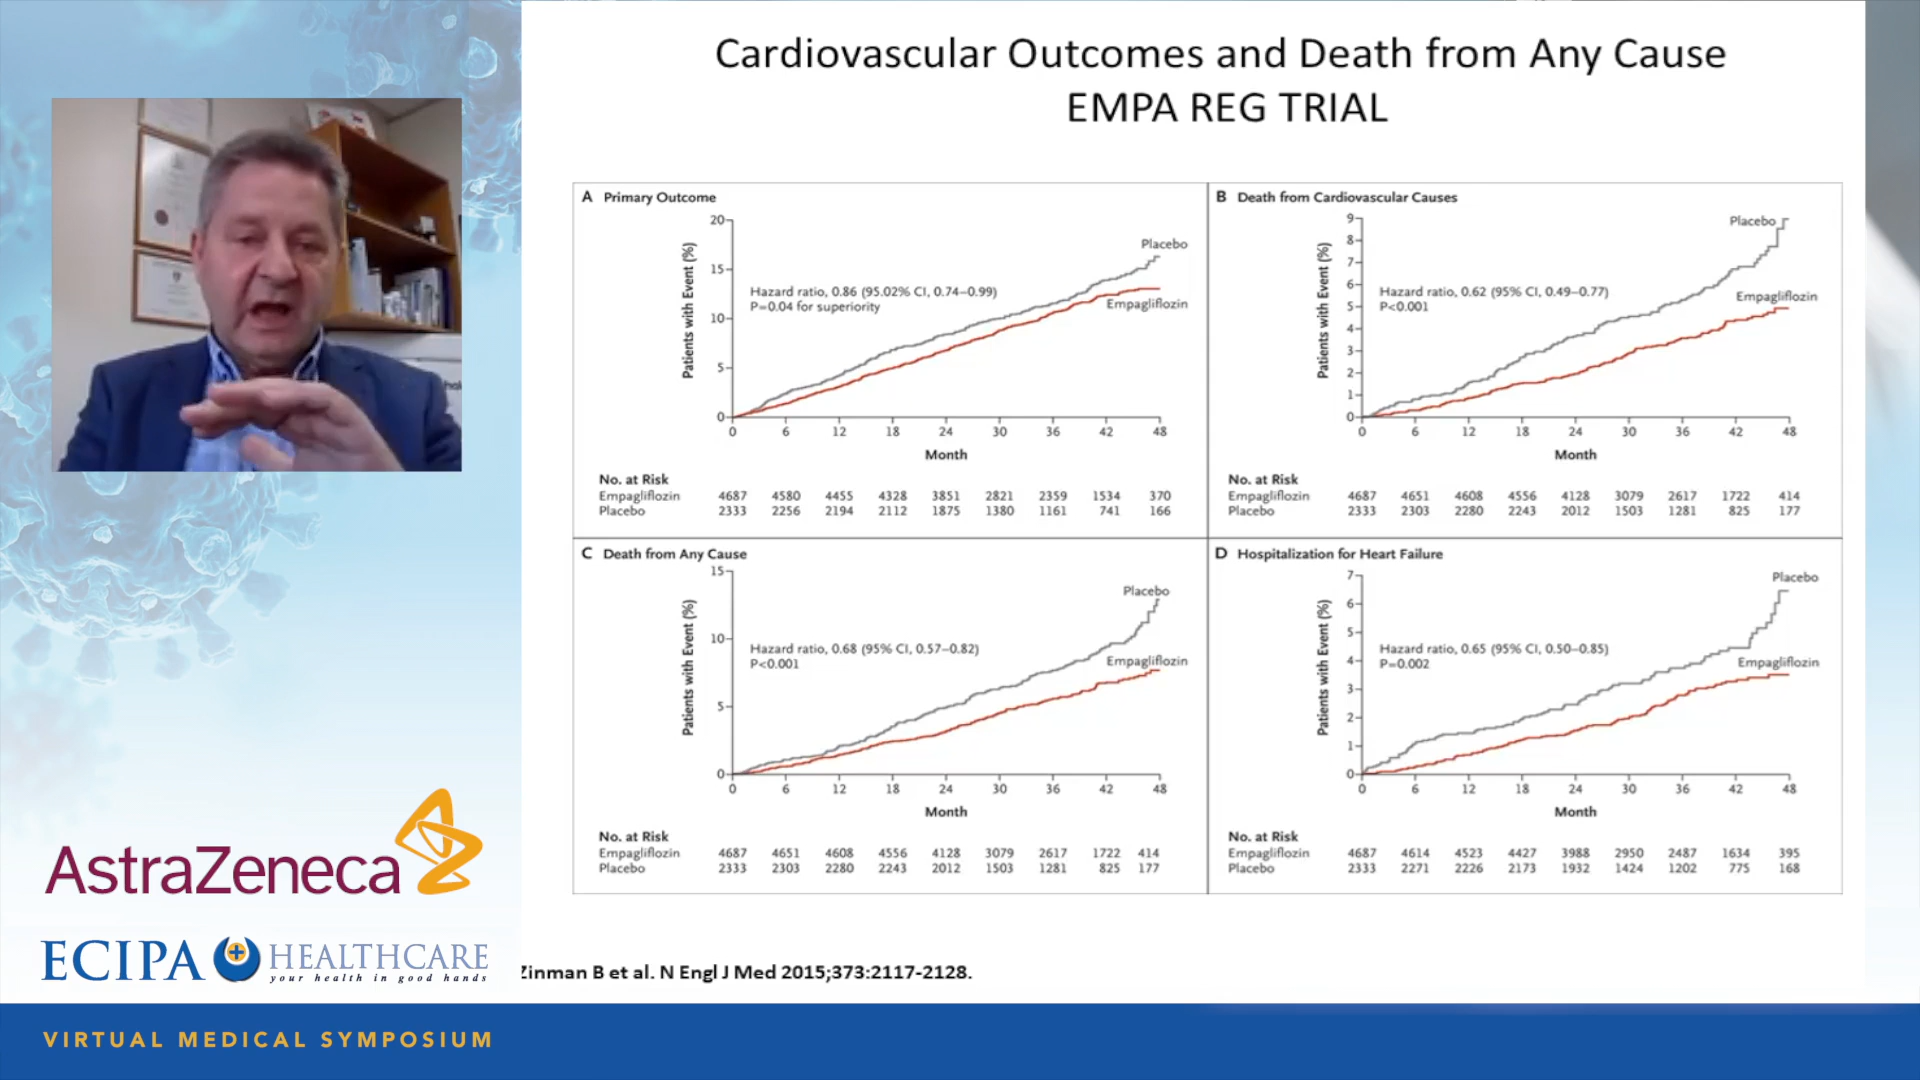 Cardiovascular Outcomes and Death from Any Cause
EMPA REG TRIAL
A Primary Outcome
Patients with Event (%)
20
15
10
5
0
Placebo
Hazard ratio, 0.86 (95.02% CI, 0.74–0.99)
P=0.04 for superiority
Empagliflozin
0 6 12 18 24 30 36 42 48
Month
No. at Risk
Empagliflozin 4687 4580 4455 4328 3851 2821 2359 1534 370
Placebo 2333 2256 2194 2112 1875 1380 1161 741 166
B Death from Cardiovascular Causes
Patients with Event (%)
9
8
7
6
5
4
3
2
1
0
Placebo
Hazard ratio, 0.62 (95% CI, 0.49–0.77)
P<0.001
Empagliflozin
0 6 12 18 24 30 36 42 48
Month
No. at Risk
Empagliflozin 4687 4651 4608 4556 4128 3079 2617 1722 414
Placebo 2333 2303 2280 2243 2012 1503 1281 825 177
C Death from Any Cause
Patients with Event (%)
15
10
5
0
Placebo
Hazard ratio, 0.68 (95% CI, 0.57–0.82)
P<0.001
Empagliflozin
0 6 12 18 24 30 36 42 48
Month
No. at Risk
Empagliflozin 4687 4651 4608 4556 4128 3079 2617 1722 414
Placebo 2333 2303 2280 2243 2012 1503 1281 825 177
D Hospitalization for Heart Failure
Patients with Event (%)
7
6
5
4
3
2
1
0
Placebo
Hazard ratio, 0.65 (95% CI, 0.50–0.85)
P=0.002
Empagliflozin
0 6 12 18 24 30 36 42 48
Month
No. at Risk
Empagliflozin 4687 4614 4523 4427 3988 2950 2487 1634 395
Placebo 2333 2271 2226 2173 1932 1424 1202 775 168
Zinman B et al. N Engl J Med 2015;373:2117-2128.
AstraZeneca
ECIPA HEALTHCARE
your health in good hands
VIRTUAL MEDICAL SYMPOSIUM